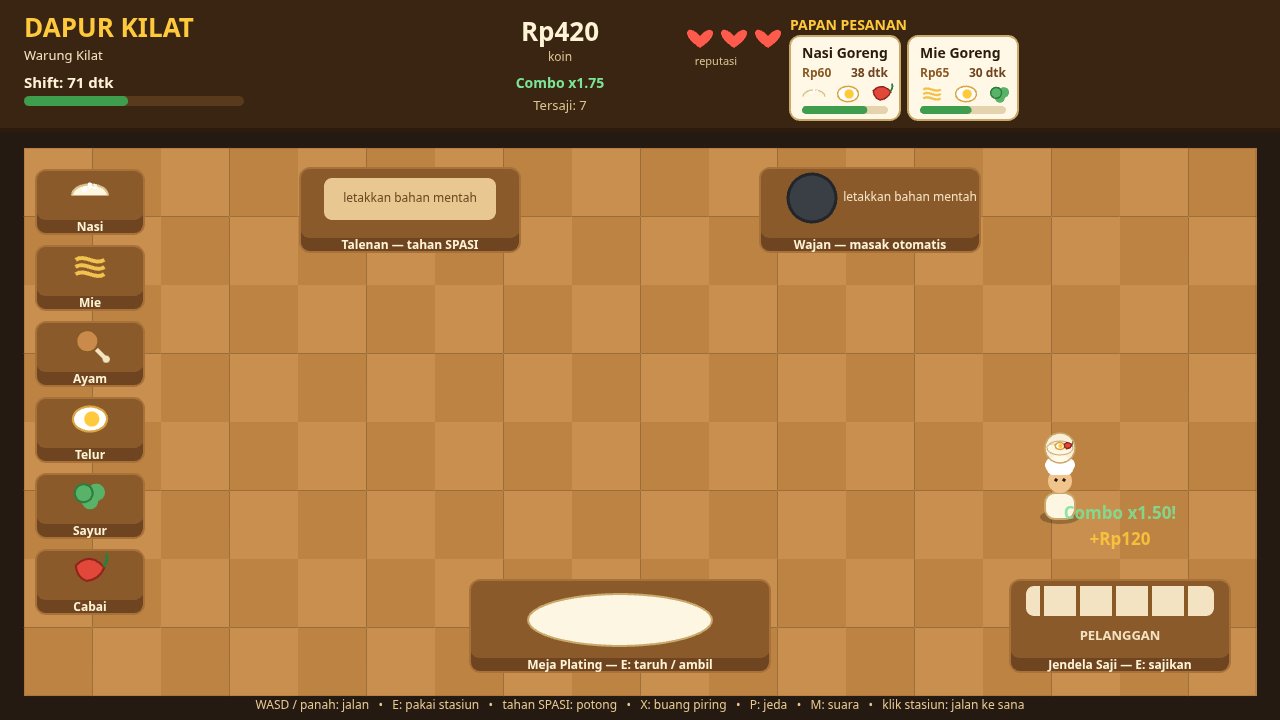 DAPUR KILAT
Warung Kilat
Shift: 71 dtk
Rp420
koin
Combo x1.75
Tersaji: 7
reputasi
PAPAN PESANAN
Nasi Goreng
Rp60 38 dtk
Mie Goreng
Rp65 30 dtk
Nasi
Mie
Ayam
Telur
Sayur
Cabai
letakkan bahan mentah
Talenan — tahan SPASI
letakkan bahan mentah
Wajan — masak otomatis
Combo x1.50!
+Rp120
Meja Plating — E: taruh / ambil
PELANGGAN
Jendela Saji — E: sajikan
WASD / panah: jalan • E: pakai stasiun • tahan SPASI: potong • X: buang piring • P: jeda • M: suara • klik stasiun: jalan ke sana